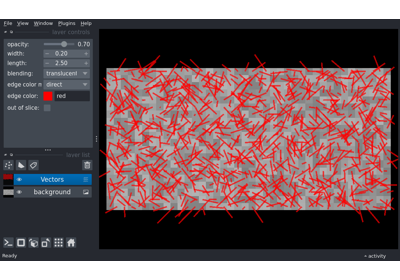 File View Window Plugins Help
layer controls
opacity: 0.70
width: 0.20
length: 2.50
blending: translucent
edge color m direct
edge color: red
out of slice:
layer list
Vectors
background
Ready
activity